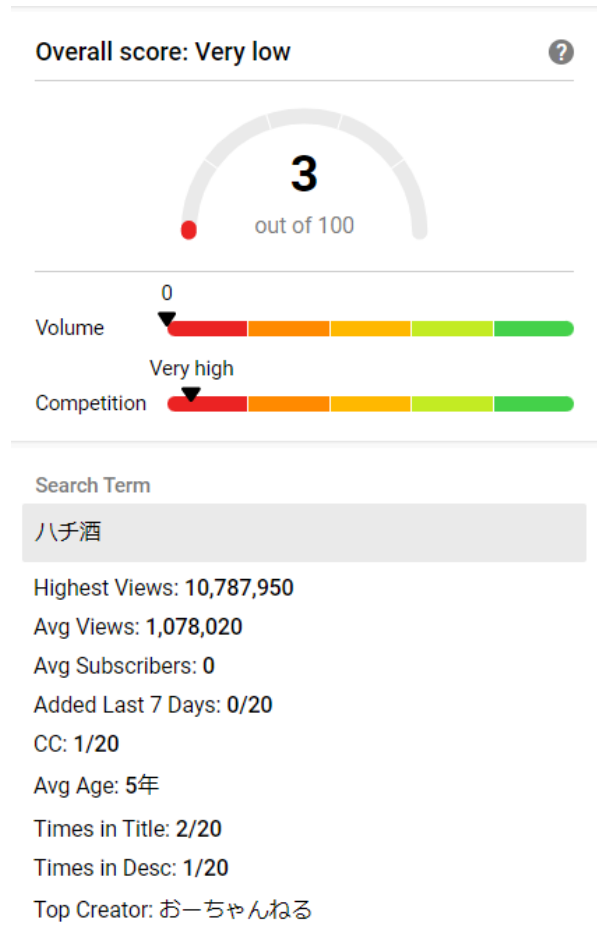 Overall score: Very low
?
3
out of 100
0
Volume
Very high
Competition
Search Term
ハチ酒
Highest Views: 10,787,950
Avg Views: 1,078,020
Avg Subscribers: 0
Added Last 7 Days: 0/20
CC: 1/20
Avg Age: 5年
Times in Title: 2/20
Times in Desc: 1/20
Top Creator: おーちゃんねる